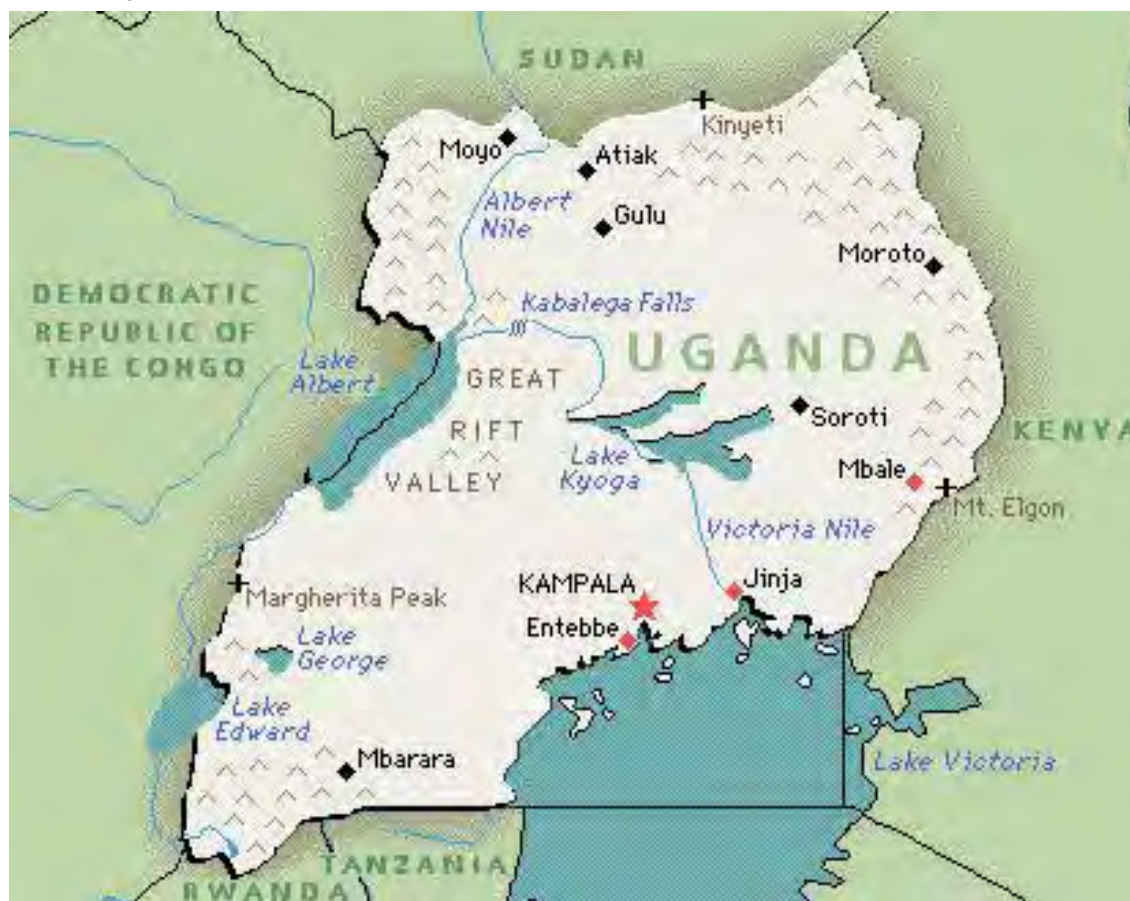 SUDAN
Kinyeti
Moyo
Atiak
Albert
Nile
Gulu
Moroto
DEMOCRATIC
REPUBLIC OF
THE CONGO
Kabalega Falls
UGANDA
Lake
Albert
GREAT
RIFT
VALLEY
Soroti
KENYA
Lake
Kyoga
Mbale
Mt. Elgon
Victoria Nile
Jinja
KAMPALA
Margherita Peak
Entebbe
Lake
George
Lake
Edward
Mbarara
Lake Victoria
TANZANIA
RWANDA